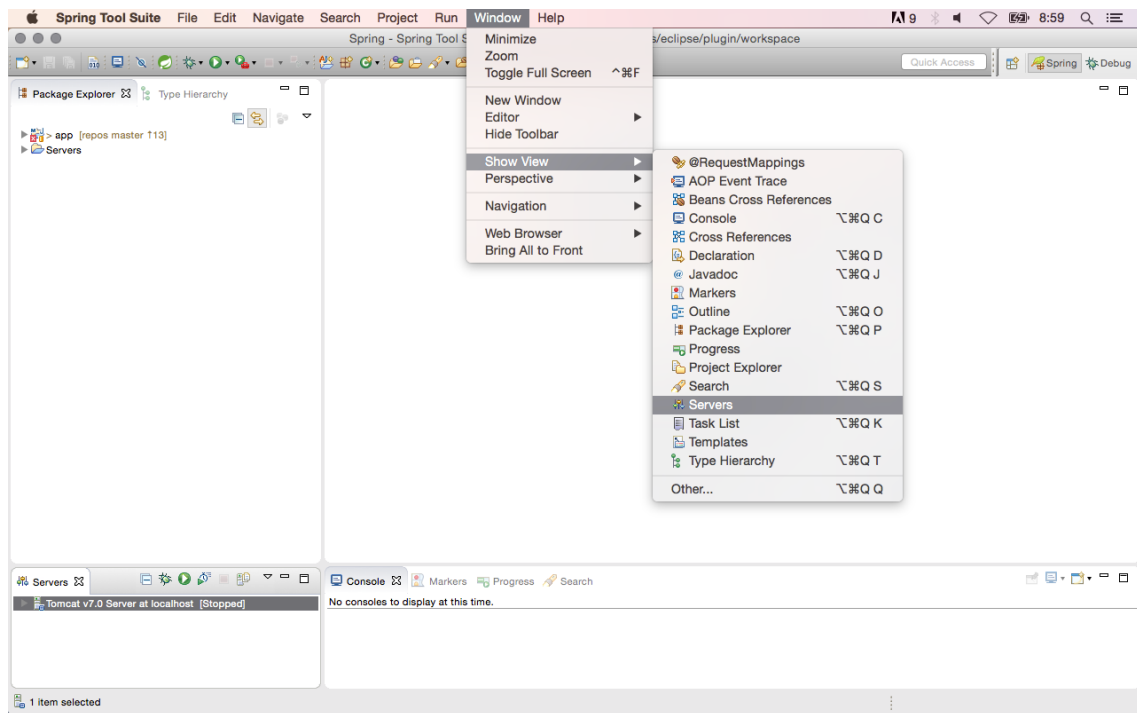 Spring Tool Suite File Edit Navigate Search Project Run Window Help 9 8:59
Spring - Spring Tool S s/eclipse/plugin/workspace
Quick Access Spring Debug
Package Explorer Type Hierarchy
> app [repos master ↑13]
Servers
Minimize
Zoom
Toggle Full Screen ^⌘F
New Window
Editor
Hide Toolbar
Show View
Perspective
Navigation
Web Browser
Bring All to Front
@RequestMappings
AOP Event Trace
Beans Cross References
Console ⌥⌘Q C
Cross References
Declaration ⌥⌘Q D
Javadoc ⌥⌘Q J
Markers
Outline ⌥⌘Q O
Package Explorer ⌥⌘Q P
Progress
Project Explorer
Search ⌥⌘Q S
Servers
Task List ⌥⌘Q K
Templates
Type Hierarchy ⌥⌘Q T
Other... ⌥⌘Q Q
Servers
Tomcat v7.0 Server at localhost [Stopped]
Console Markers Progress Search
No consoles to display at this time.
1 item selected